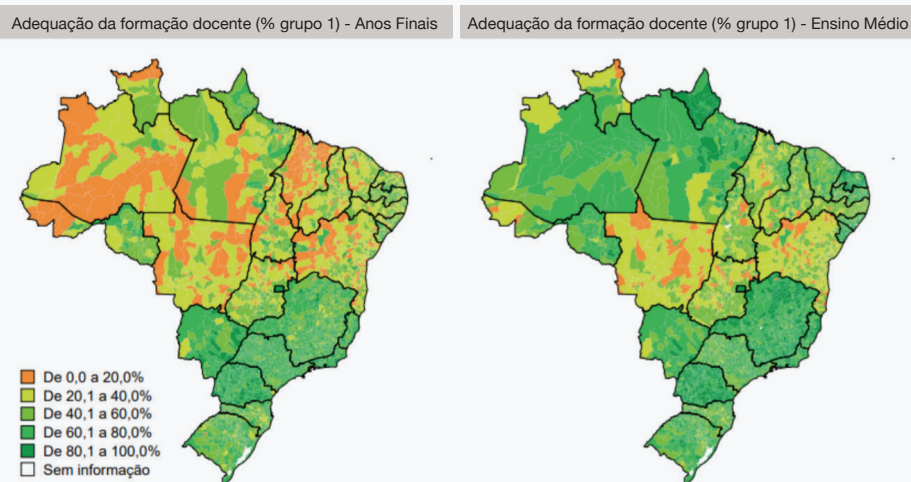 Adequação da formação docente (% grupo 1) - Anos Finais
Adequação da formação docente (% grupo 1) - Ensino Médio
De 0,0 a 20,0%
De 20,1 a 40,0%
De 40,1 a 60,0%
De 60,1 a 80,0%
De 80,1 a 100,0%
Sem informação